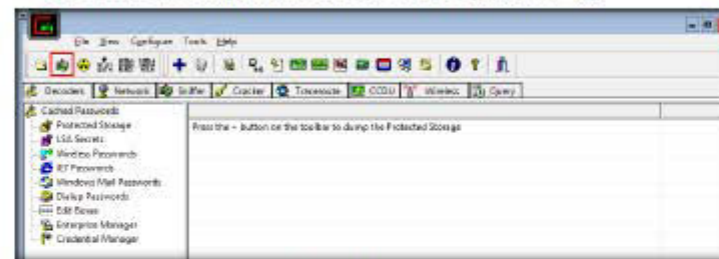 File View Configure Tools Help
Decoders Network Sniffer Cracker Traceroute CCDU Wireless Query
Cached Passwords
Protected Storage
LSA Secrets
Wireless Passwords
IE7 Passwords
Windows Mail Passwords
Dialup Passwords
Edit Boxes
Enterprise Manager
Credential Manager
Press the + button on the toolbar to dump the Protected Storage